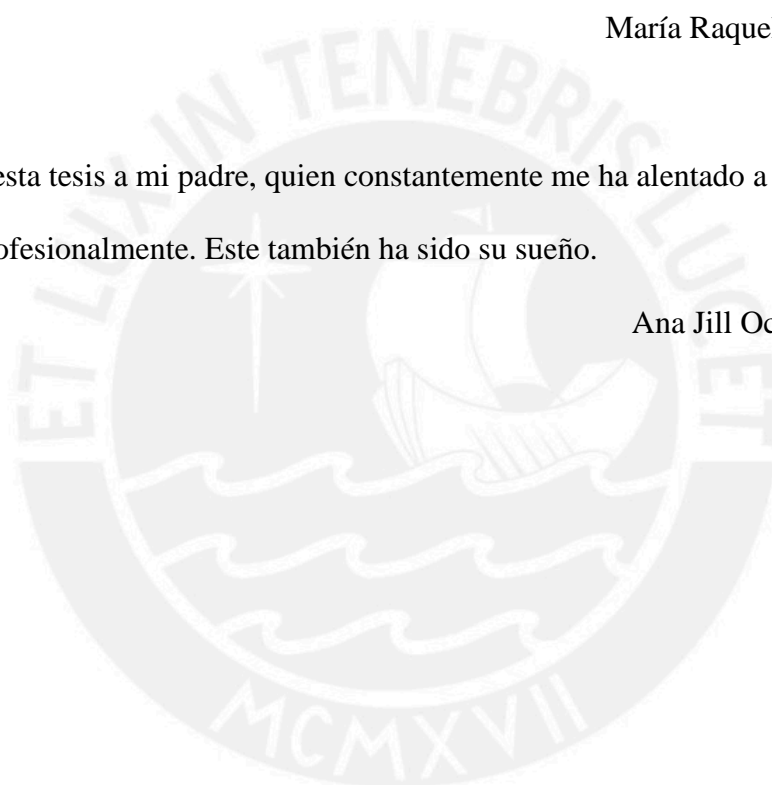 María Raquel
esta tesis a mi padre, quien constantemente me ha alentado a
ofesionalmente. Este también ha sido su sueño.
Ana Jill Oc
ET LUX IN TENEBRIS LUCET
MCMXVII